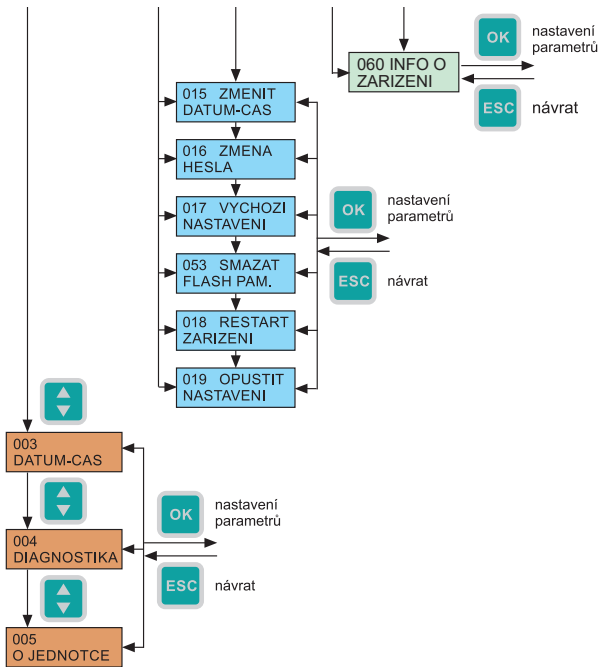 OK
nastavení
parametrů
060 INFO O
ZARIZENI
ESC
návrat
015 ZMENIT
DATUM-CAS
016 ZMENA
HESLA
017 VYCHOZI
NASTAVENI
053 SMAZAT
FLASH PAM.
018 RESTART
ZARIZENI
019 OPUSTIT
NASTAVENI
OK
nastavení
parametrů
ESC
návrat
003
DATUM-CAS
004
DIAGNOSTIKA
005
O JEDNOTCE
OK
nastavení
parametrů
ESC
návrat